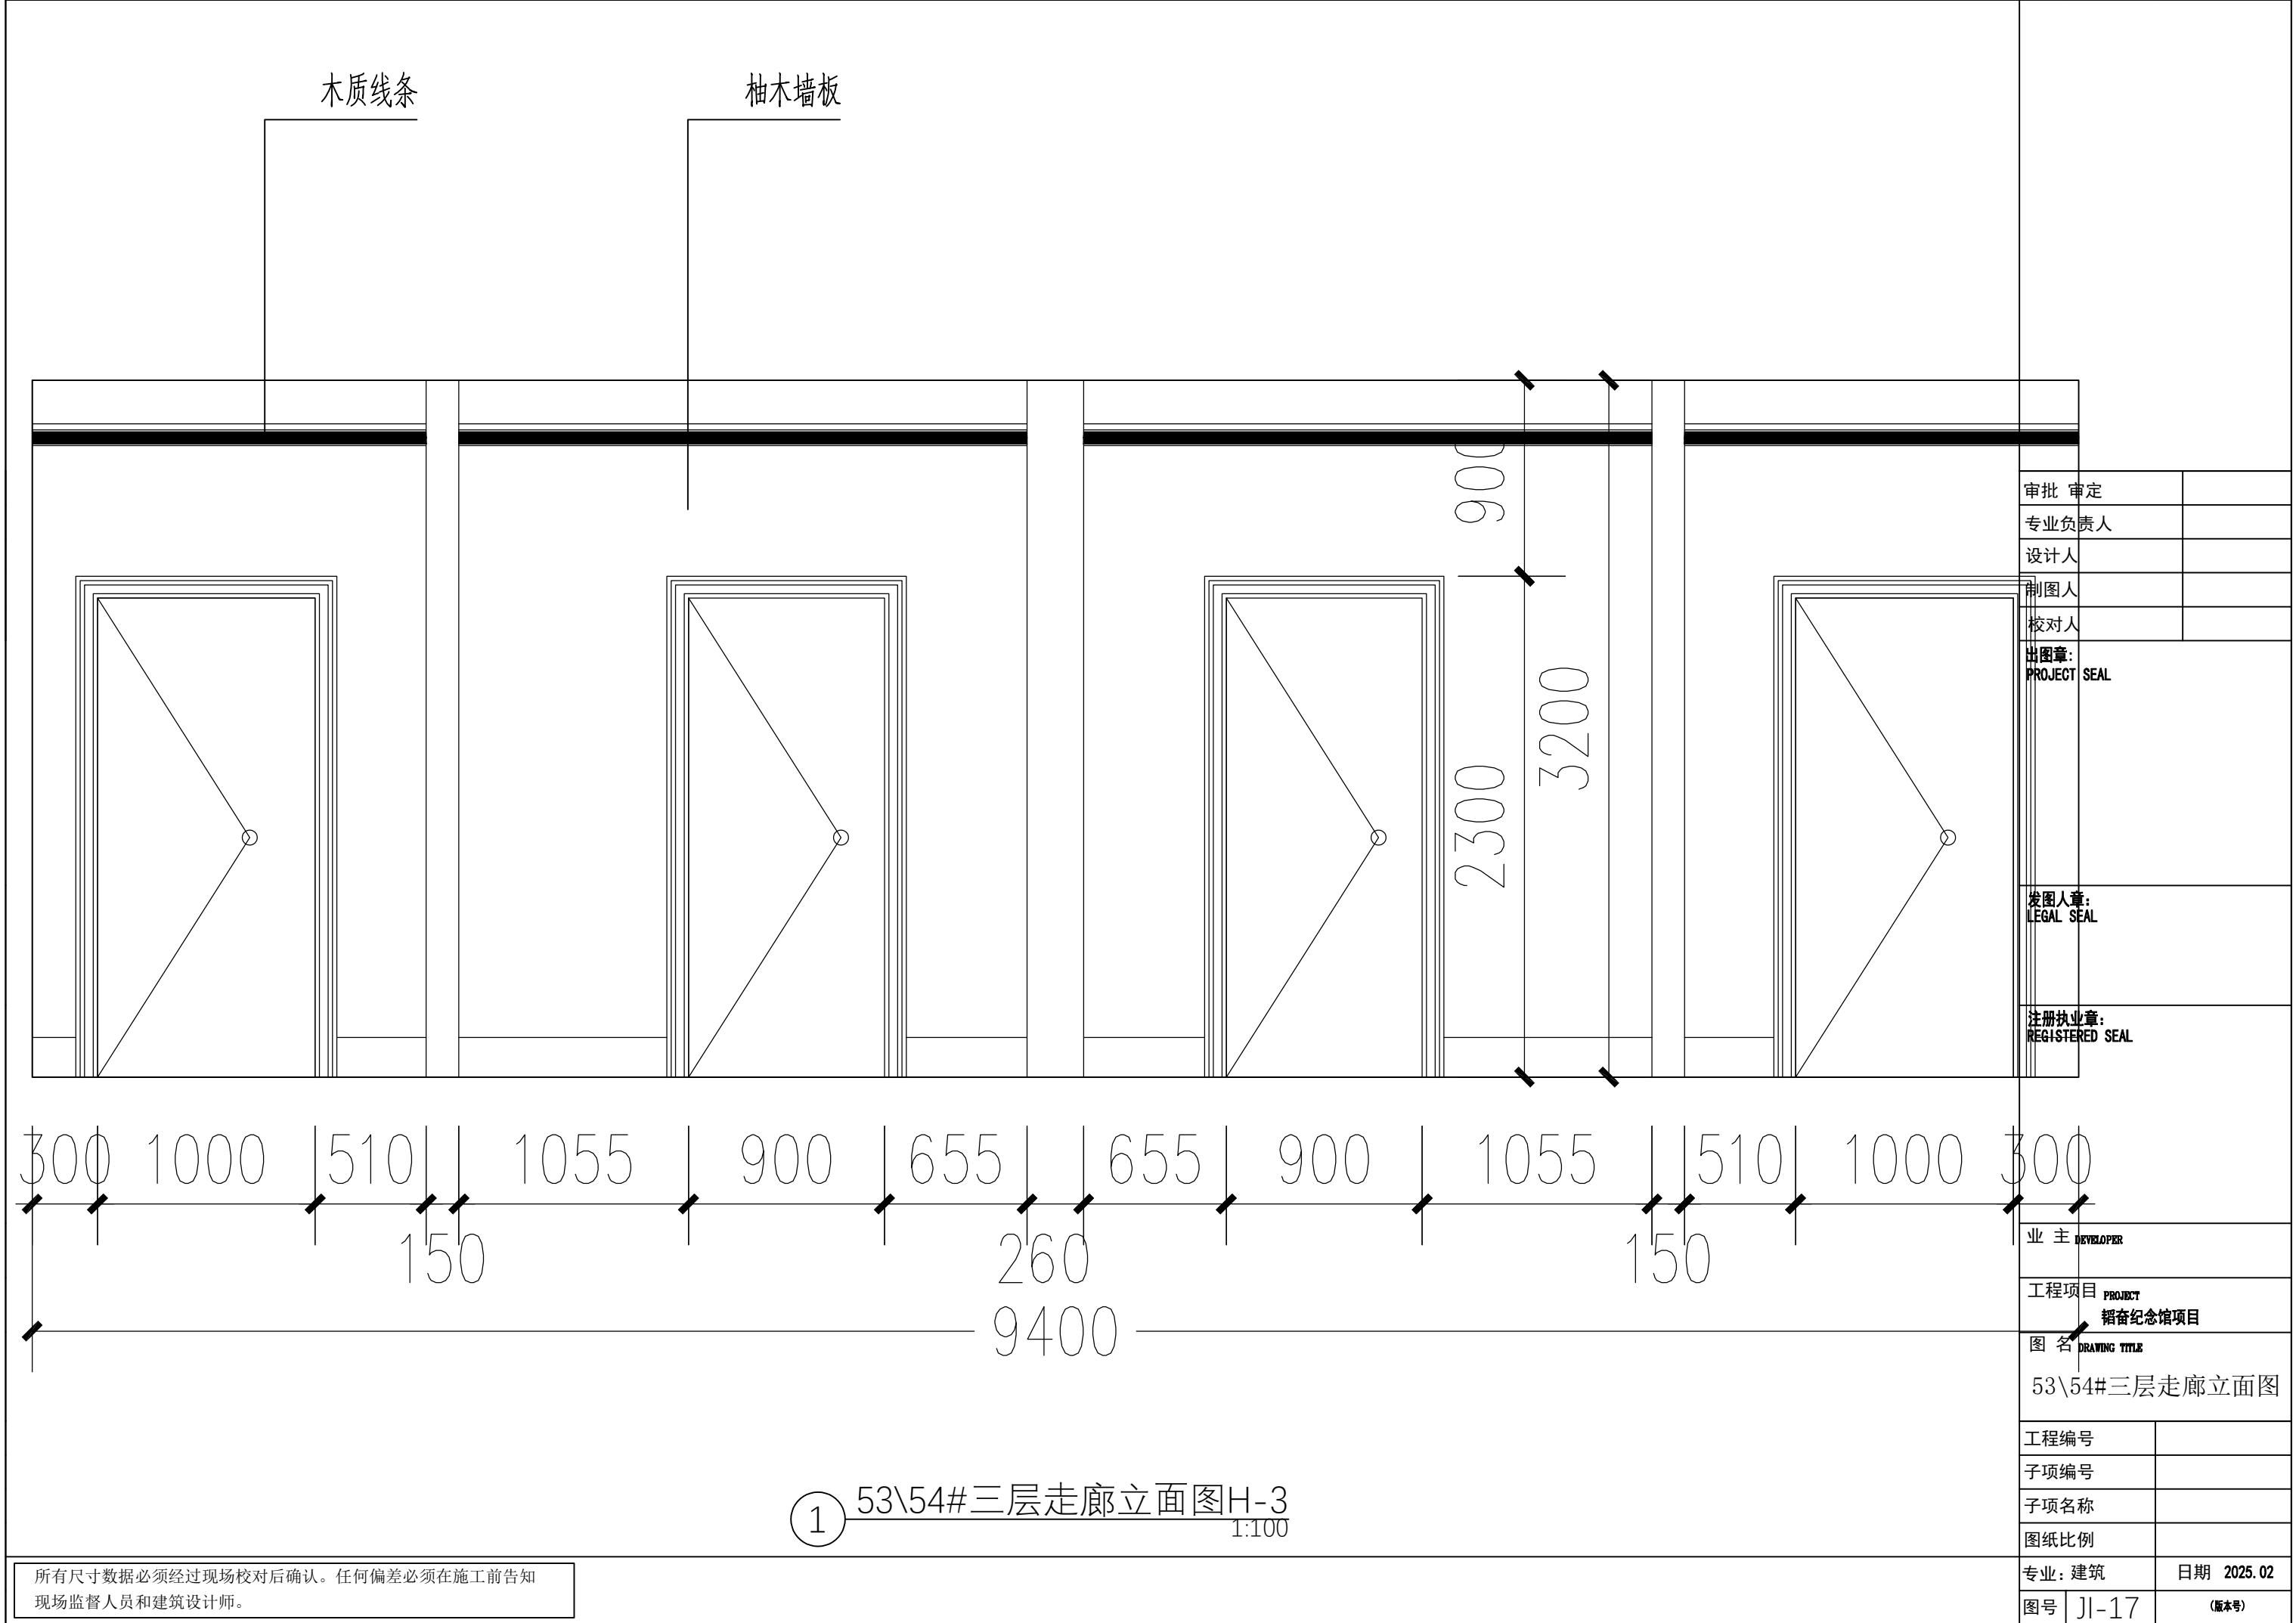 木质线条
柚木墙板
900
2300
3200
300 1000 510 1055 900 655 655 900 1055 510 1000 300
150 260 150
9400
1 53\54#三层走廊立面图H-3
1:100
所有尺寸数据必须经过现场校对后确认。任何偏差必须在施工前告知
现场监督人员和建筑设计师。
审批 审定
专业负责人
设计人
制图人
校对人
出图章:
PROJECT SEAL
发图人章:
LEGAL SEAL
注册执业章:
REGISTERED SEAL
业 主 DEVELOPER
工程项目 PROJECT
韬奋纪念馆项目
图 名 DRAWING TITLE
53\54#三层走廊立面图
工程编号
子项编号
子项名称
图纸比例
专业: 建筑 日期 2025.02
图号 JI-17 (版本号)